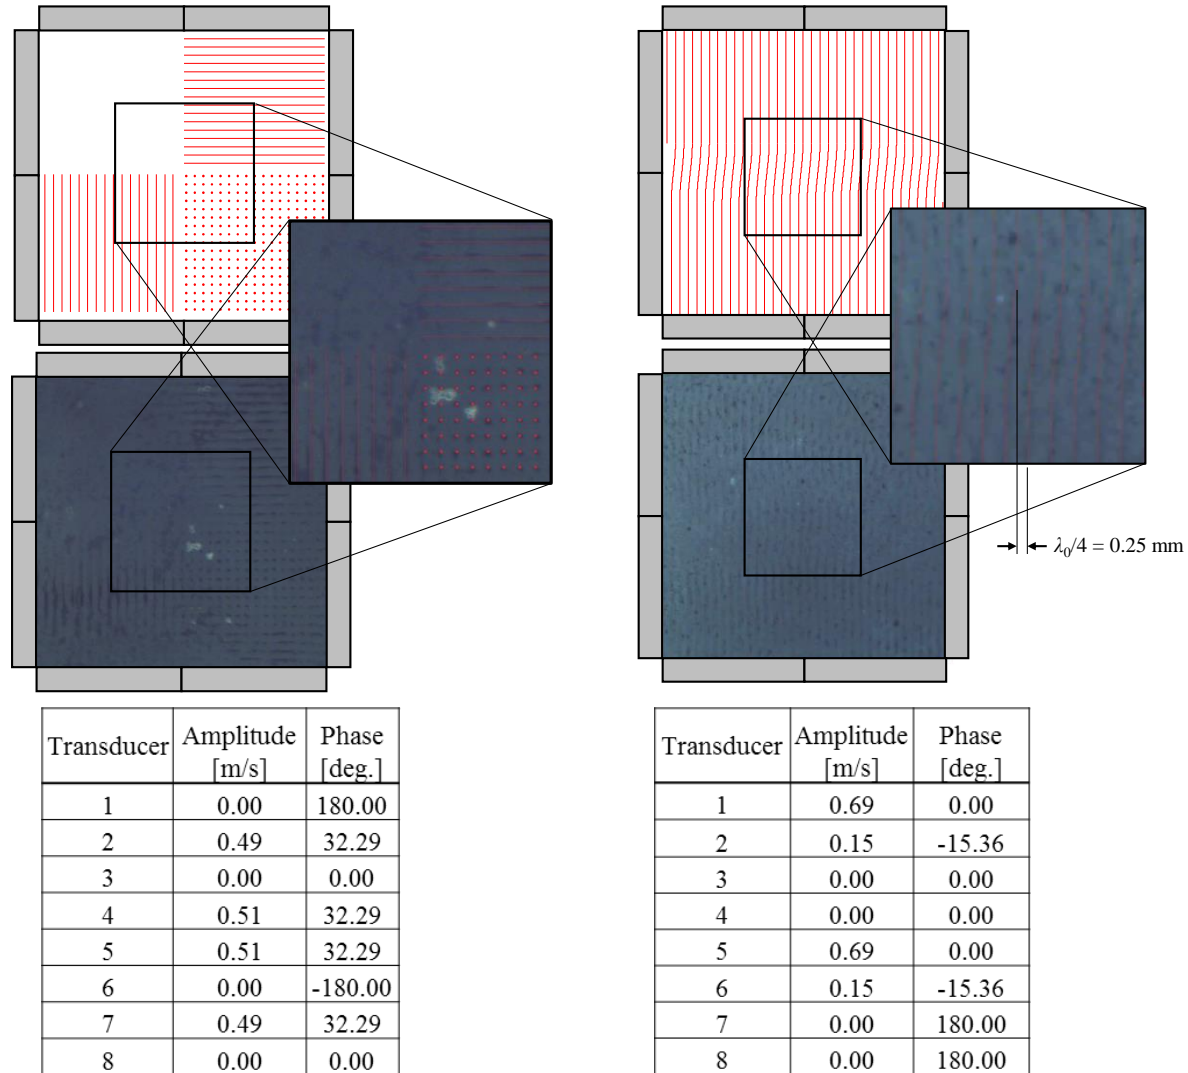 λ₀/4 = 0.25 mm
Transducer Amplitude [m/s] Phase [deg.]
1 0.00 180.00
2 0.49 32.29
3 0.00 0.00
4 0.51 32.29
5 0.51 32.29
6 0.00 -180.00
7 0.49 32.29
8 0.00 0.00
Transducer Amplitude [m/s] Phase [deg.]
1 0.69 0.00
2 0.15 -15.36
3 0.00 0.00
4 0.00 0.00
5 0.69 0.00
6 0.15 -15.36
7 0.00 180.00
8 0.00 180.00